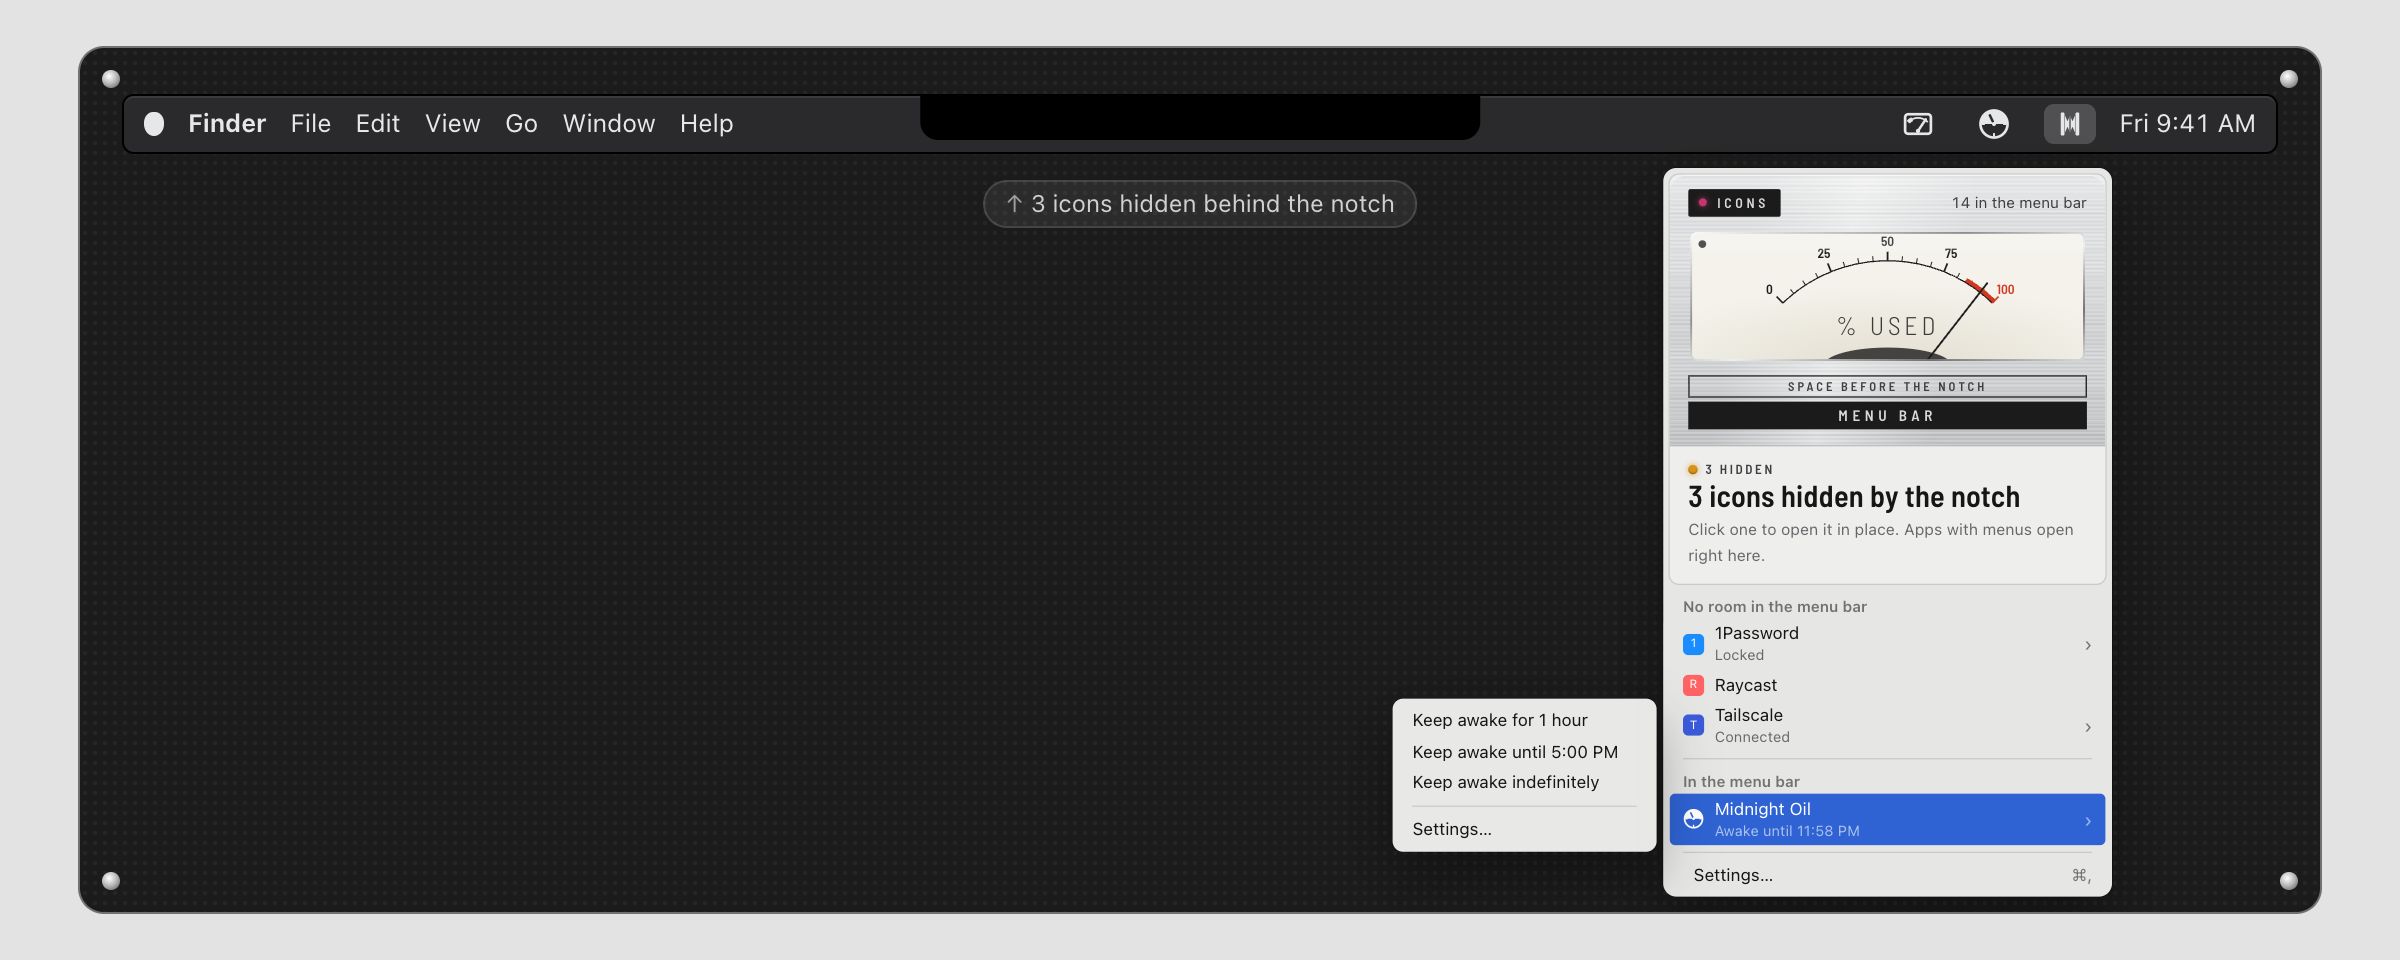 Finder File Edit View Go Window Help Fri 9:41 AM
↑ 3 icons hidden behind the notch
ICONS 14 in the menu bar
0 25 50 75 100
% USED
SPACE BEFORE THE NOTCH
MENU BAR
3 HIDDEN
3 icons hidden by the notch
Click one to open it in place. Apps with menus open
right here.
No room in the menu bar
1 1Password ›
Locked
R Raycast
T Tailscale ›
Connected
In the menu bar
Midnight Oil ›
Awake until 11:58 PM
Settings... ⌘,
Keep awake for 1 hour
Keep awake until 5:00 PM
Keep awake indefinitely
Settings...